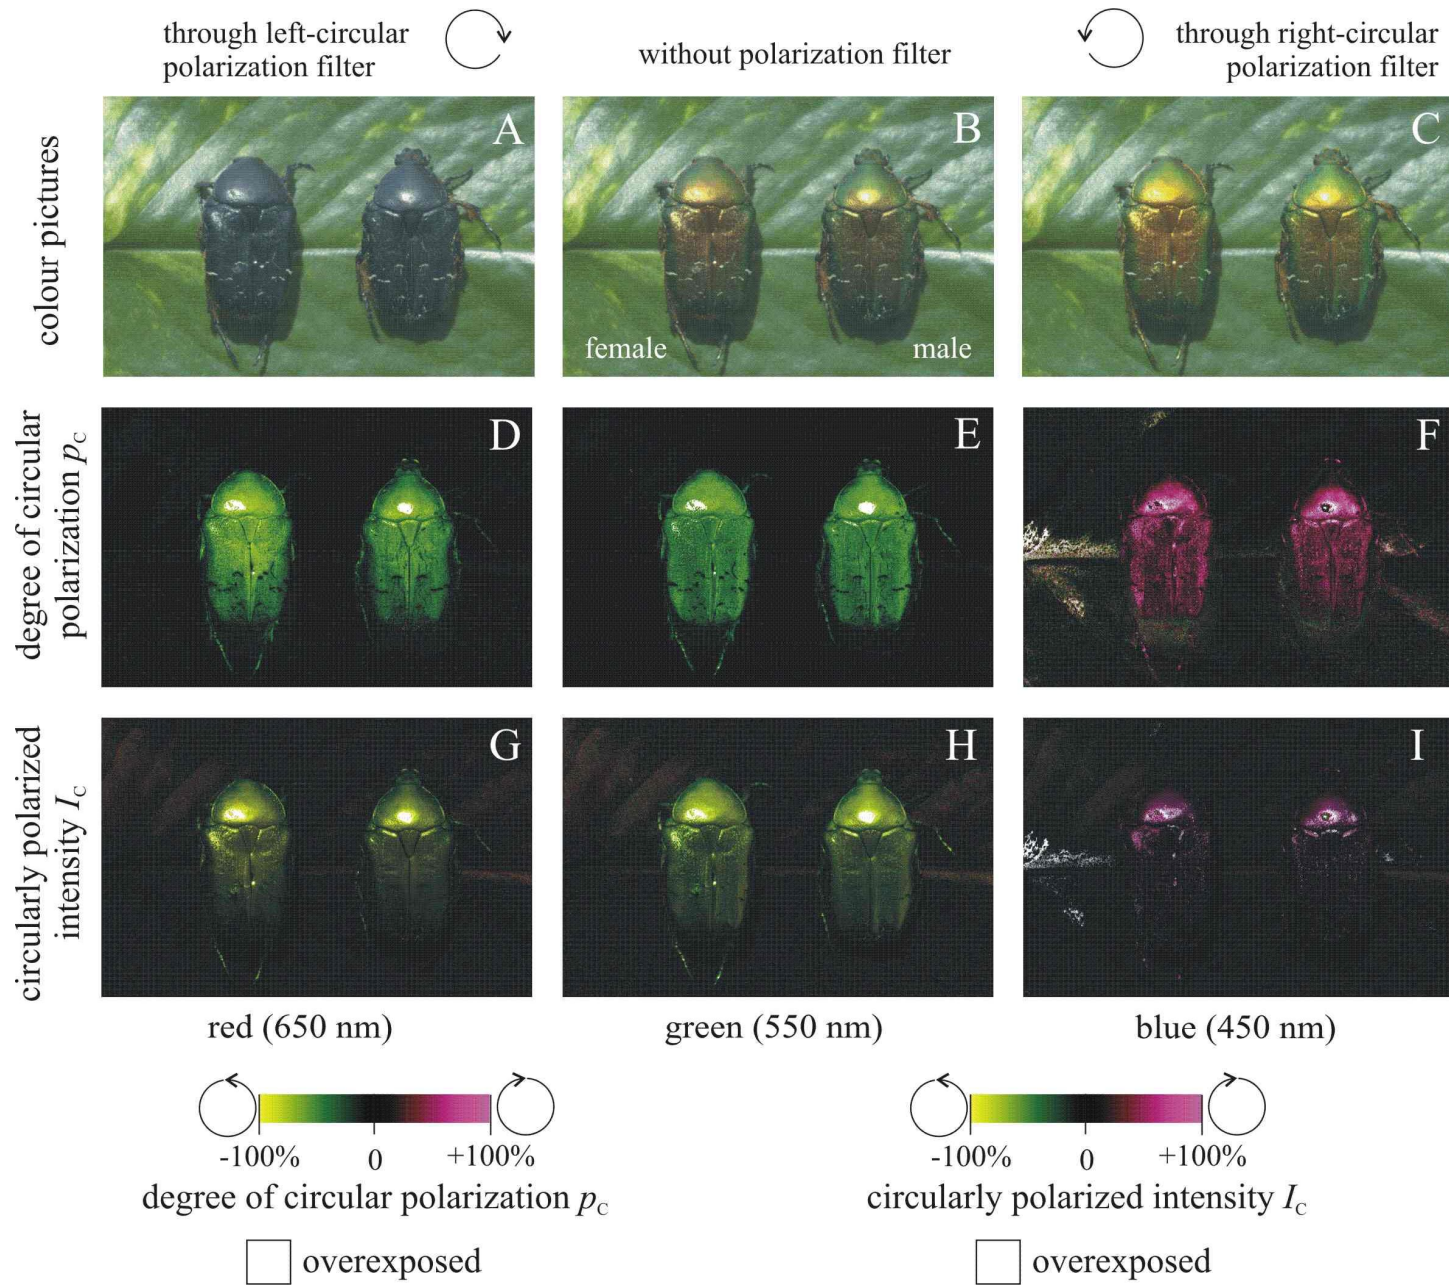 through left-circular
polarization filter
without polarization filter
through right-circular
polarization filter
colour pictures
A
B
C
female
male
degree of circular
polarization pC
D
E
F
circularly polarized
intensity IC
G
H
I
red (650 nm)
green (550 nm)
blue (450 nm)
-100%
0
+100%
degree of circular polarization pC
overexposed
-100%
0
+100%
circularly polarized intensity IC
overexposed